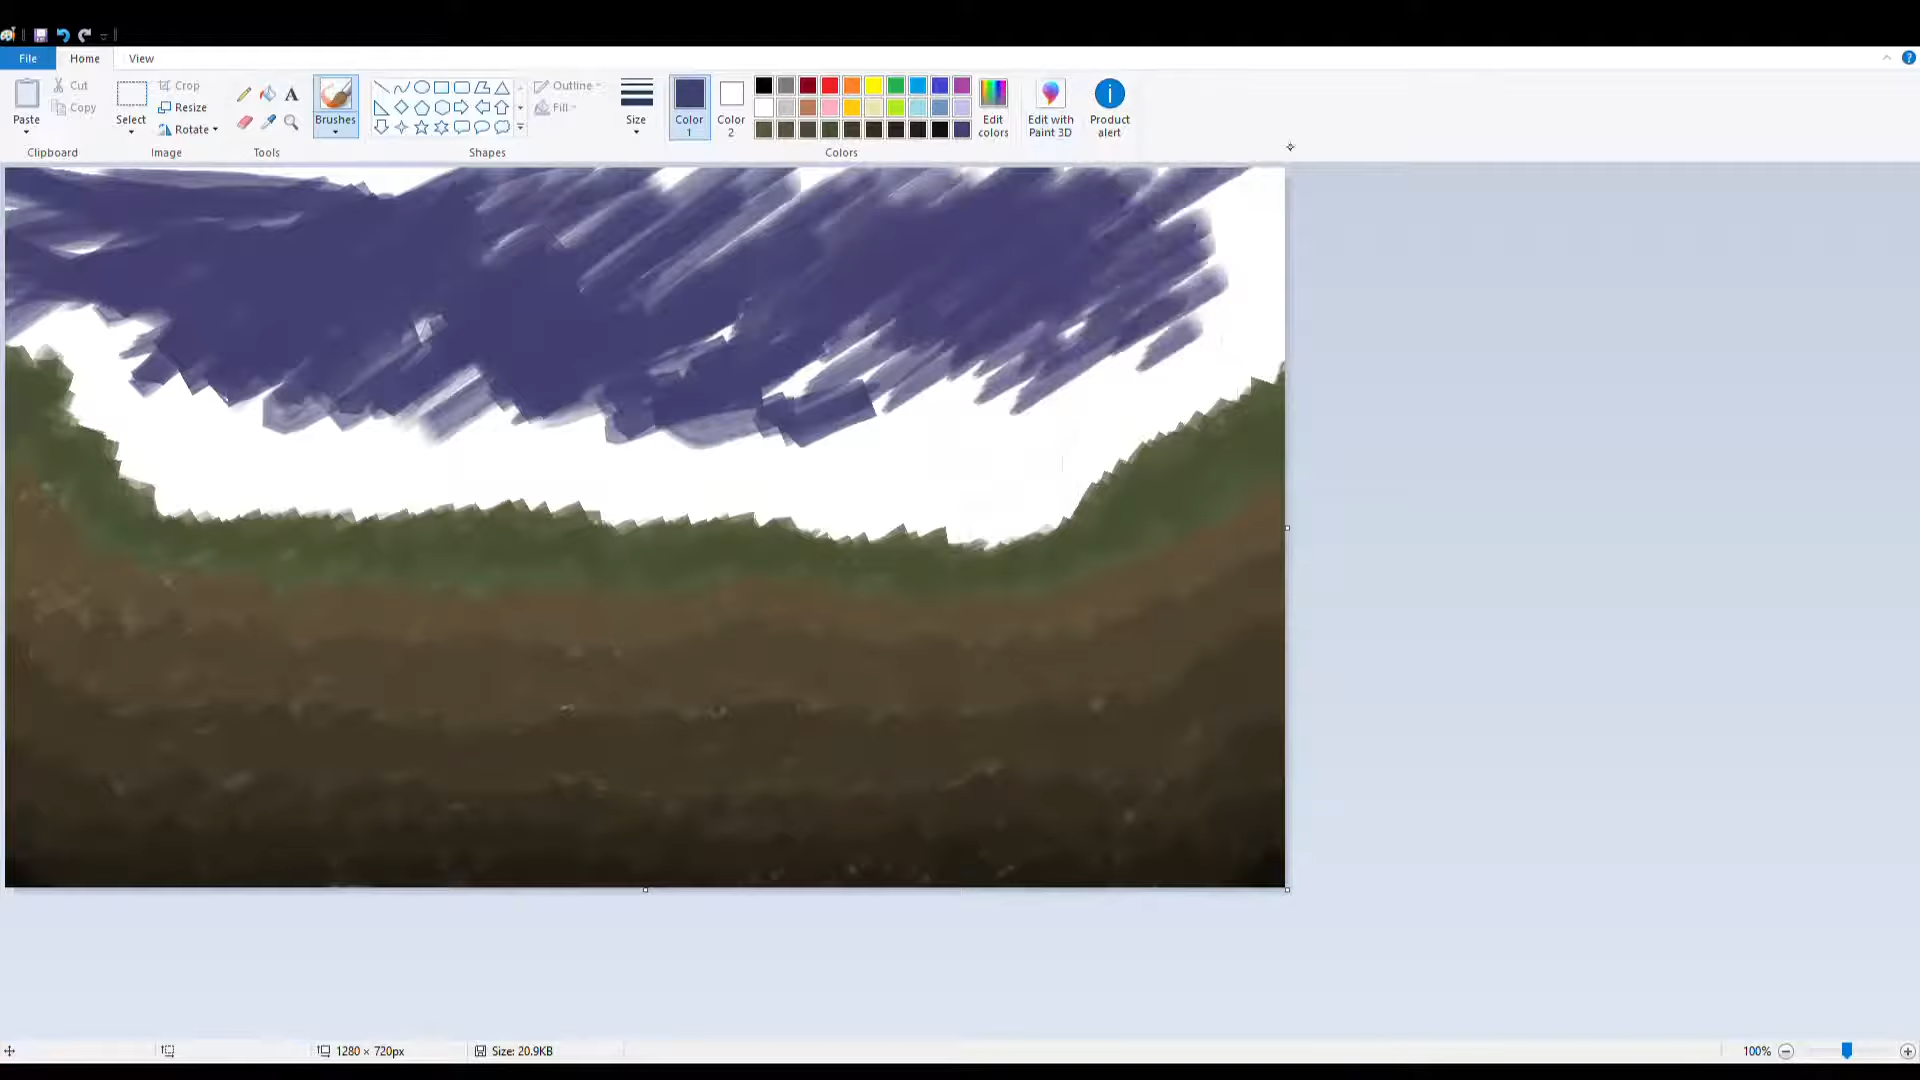 File Home View
Paste
Cut
Copy
Clipboard
Select
Crop
Resize
Rotate
Image
A
Tools
Brushes
Shapes
Outline
Fill
Size
Color 1
Color 2
Edit colors
Colors
Edit with Paint 3D
Product alert
1280 × 720px
Size: 20.9KB
100%